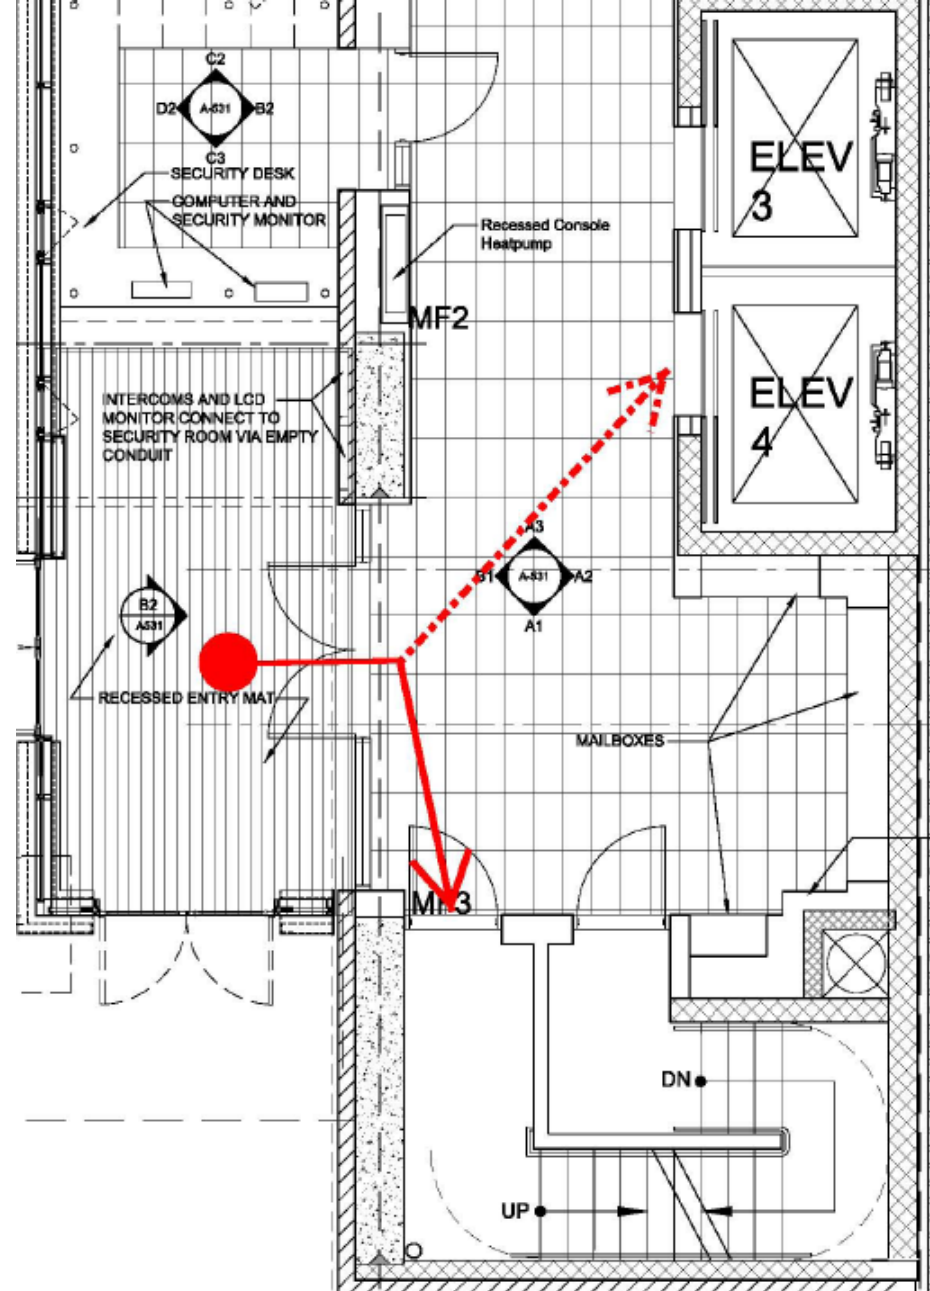 C2
D2
A-531
B2
C3
SECURITY DESK
COMPUTER AND
SECURITY MONITOR
ELEV
3
Recessed Console
Heatpump
MF2
INTERCOMS AND LCD
MONITOR CONNECT TO
SECURITY ROOM VIA EMPTY
CONDUIT
ELEV
4
A3
B1
A-531
A2
A1
B2
A531
RECESSED ENTRY MAT
MAILBOXES
MF3
DN
UP